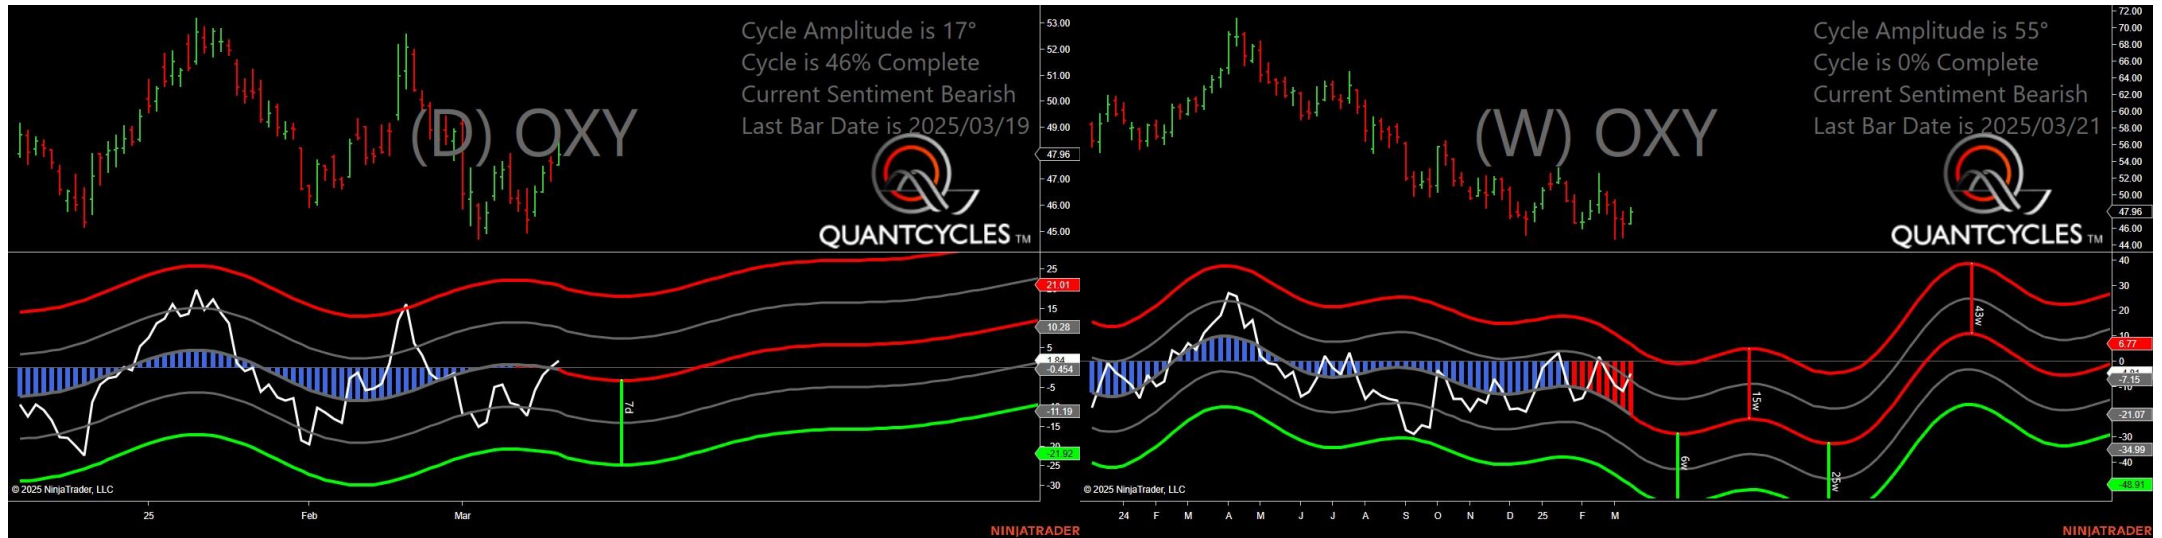 Cycle Amplitude is 17°
Cycle is 46% Complete
Current Sentiment Bearish
Last Bar Date is 2025/03/19
(D) OXY
QUANTCYCLES TM
53.00
52.00
51.00
50.00
49.00
47.96
47.00
46.00
45.00
25
21.01
15
10.28
5
1.84
-0.454
-5
-11.19
-15
-21.92
-25
-30
7d
© 2025 NinjaTrader, LLC
25 Feb Mar
NINJATRADER
Cycle Amplitude is 55°
Cycle is 0% Complete
Current Sentiment Bearish
Last Bar Date is 2025/03/21
(W) OXY
QUANTCYCLES TM
72.00
70.00
68.00
66.00
64.00
62.00
60.00
58.00
56.00
54.00
52.00
50.00
47.96
46.00
44.00
40
30
20
10
6.77
0
-7.15
-21.07
-30
-34.99
-40
-48.91
43w
15w
6w
25w
© 2025 NinjaTrader, LLC
24 F M A M J J A S O N D 25 F M
NINJATRADER